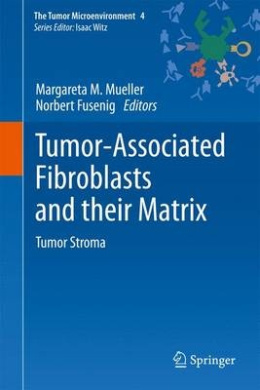 The Tumor Microenvironment 4
Series Editor: Isaac Witz
Margareta M. Mueller
Norbert Fusenig Editors
Tumor-Associated
Fibroblasts
and their Matrix
Tumor Stroma
Springer